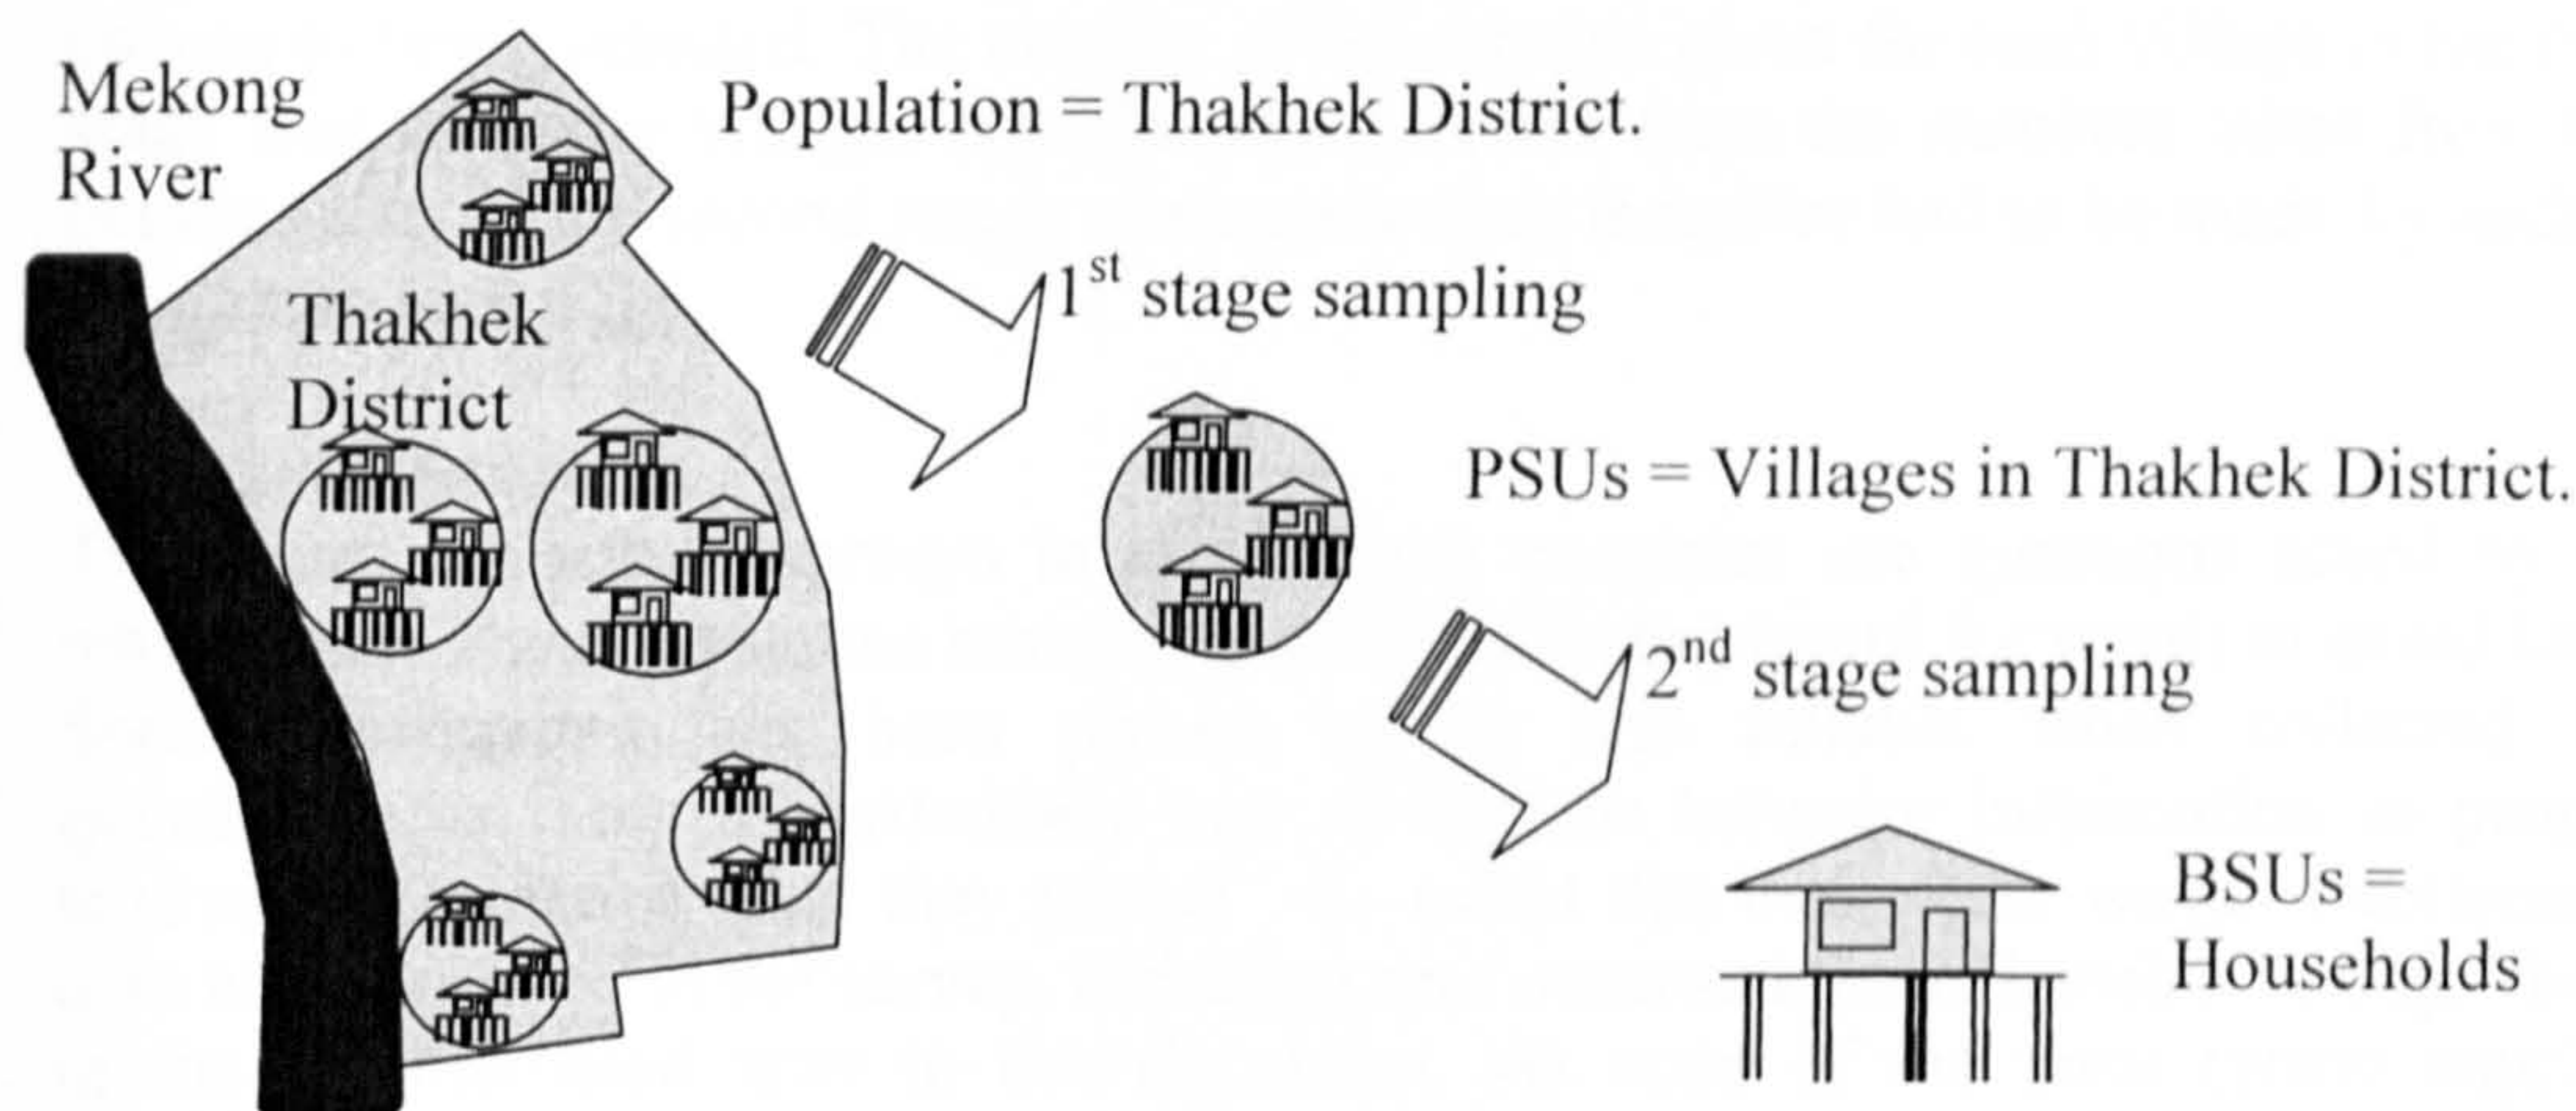 Mekong
River
Population = Thakhek District.
1st stage sampling
Thakhek
District
PSUs = Villages in Thakhek District.
2nd stage sampling
BSUs =
Households